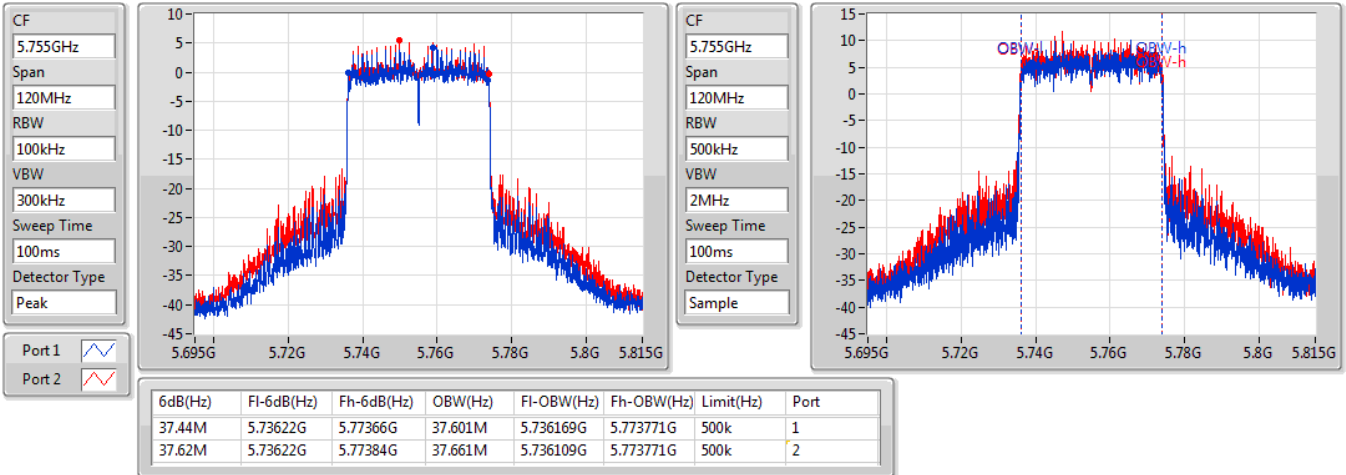 CF
5.755GHz
Span
120MHz
RBW
100kHz
VBW
300kHz
Sweep Time
100ms
Detector Type
Peak
Port 1
Port 2
10
5
0
-5
-10
-15
-20
-25
-30
-35
-40
-45
5.695G 5.72G 5.74G 5.76G 5.78G 5.8G 5.815G
CF
5.755GHz
Span
120MHz
RBW
500kHz
VBW
2MHz
Sweep Time
100ms
Detector Type
Sample
15
10
5
0
-5
-10
-15
-20
-25
-30
-35
-40
-45
OBW-l OBW-h
OBW-h
5.695G 5.72G 5.74G 5.76G 5.78G 5.8G 5.815G
6dB(Hz) Fl-6dB(Hz) Fh-6dB(Hz) OBW(Hz) Fl-OBW(Hz) Fh-OBW(Hz) Limit(Hz) Port
37.44M 5.73622G 5.77366G 37.601M 5.736169G 5.773771G 500k 1
37.62M 5.73622G 5.77384G 37.661M 5.736109G 5.773771G 500k 2